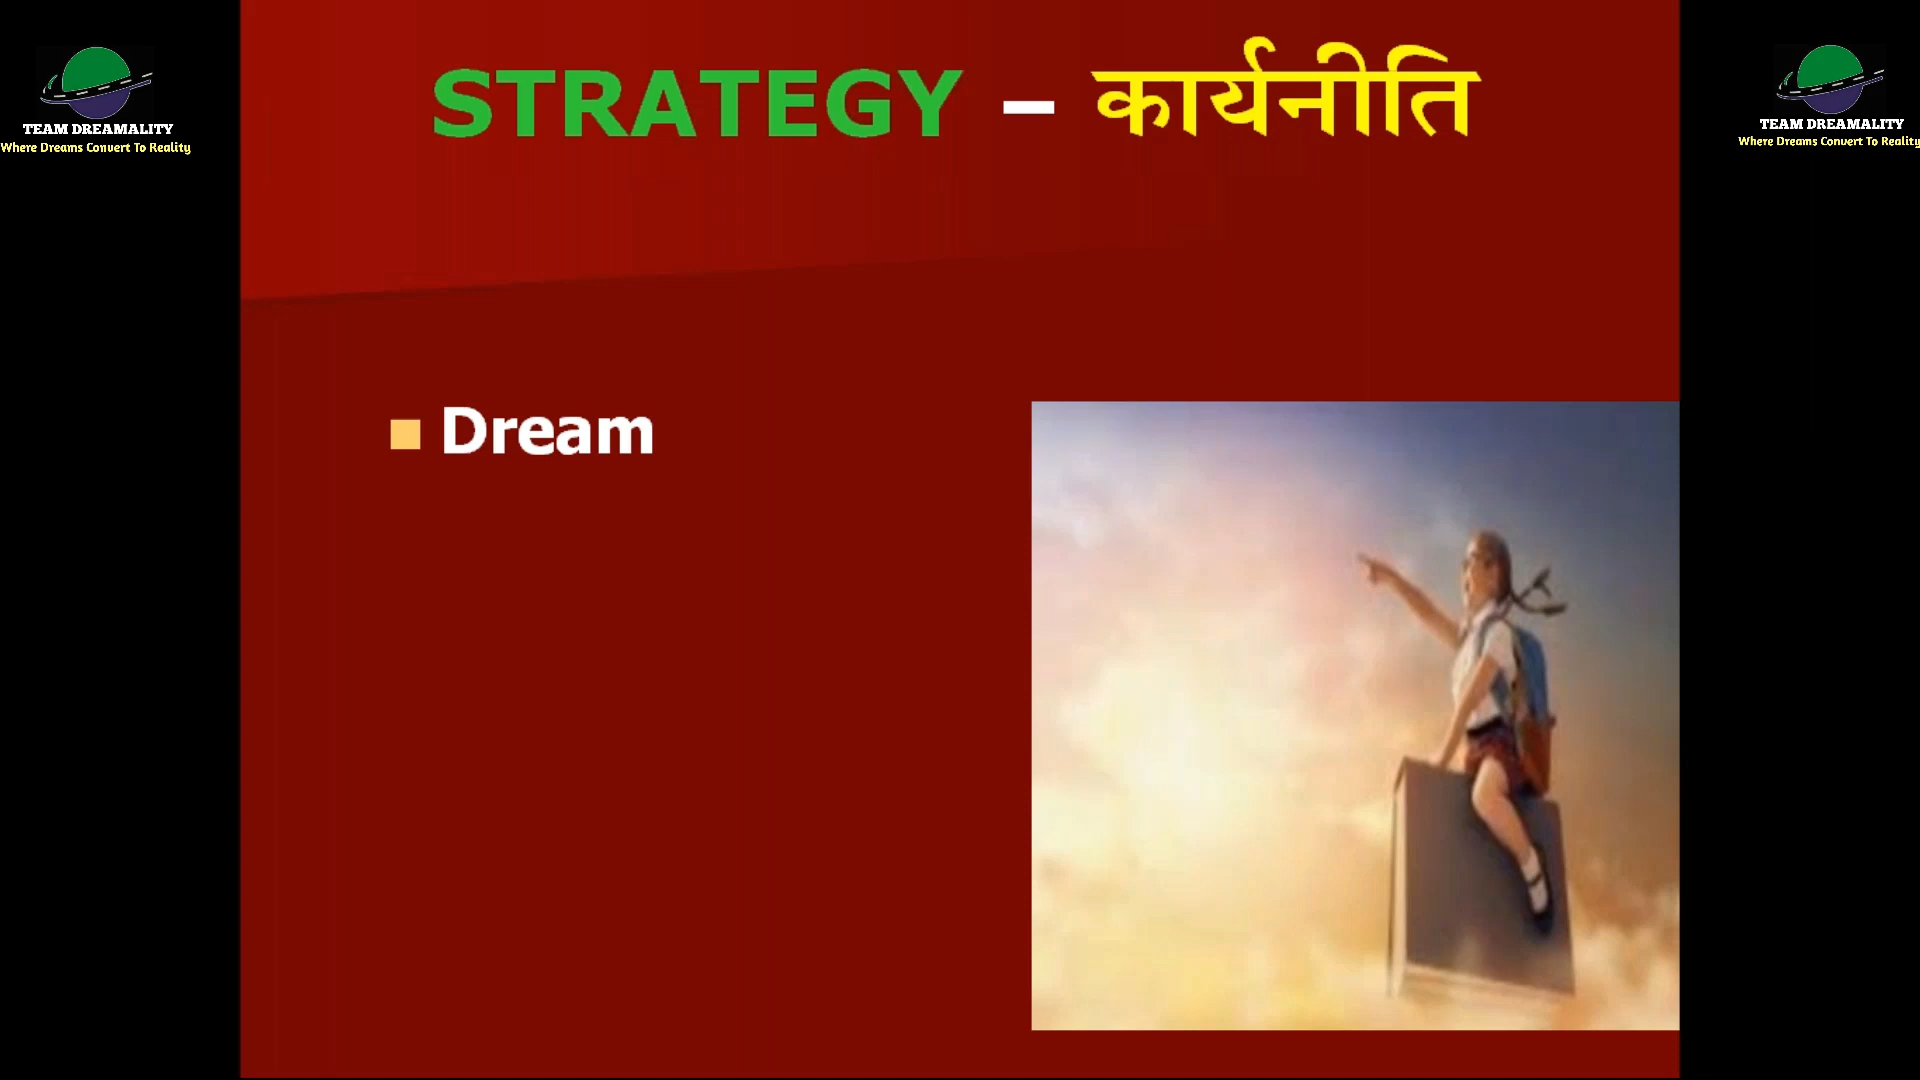 STRATEGY – कार्यनीति
TEAM DREAMALITY
Where Dreams Convert To Reality
TEAM DREAMALITY
Where Dreams Convert To Reality
Dream